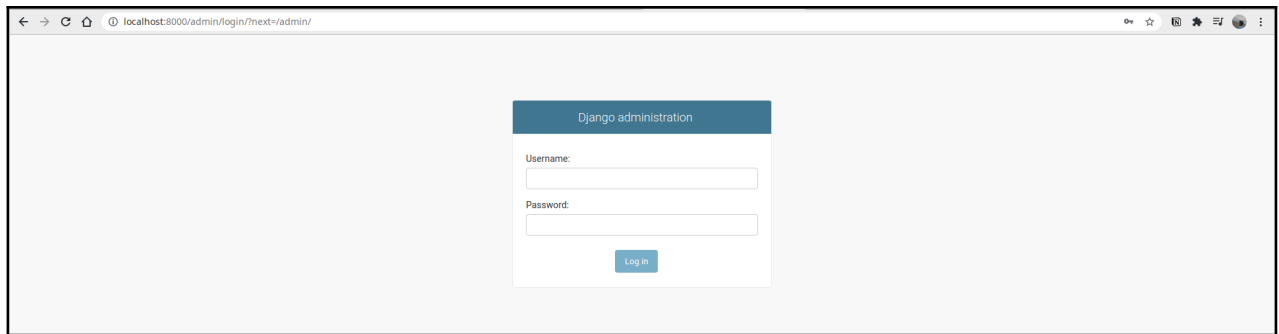 localhost:8000/admin/login/?next=/admin/
Django administration
Username:
Password:
Log in